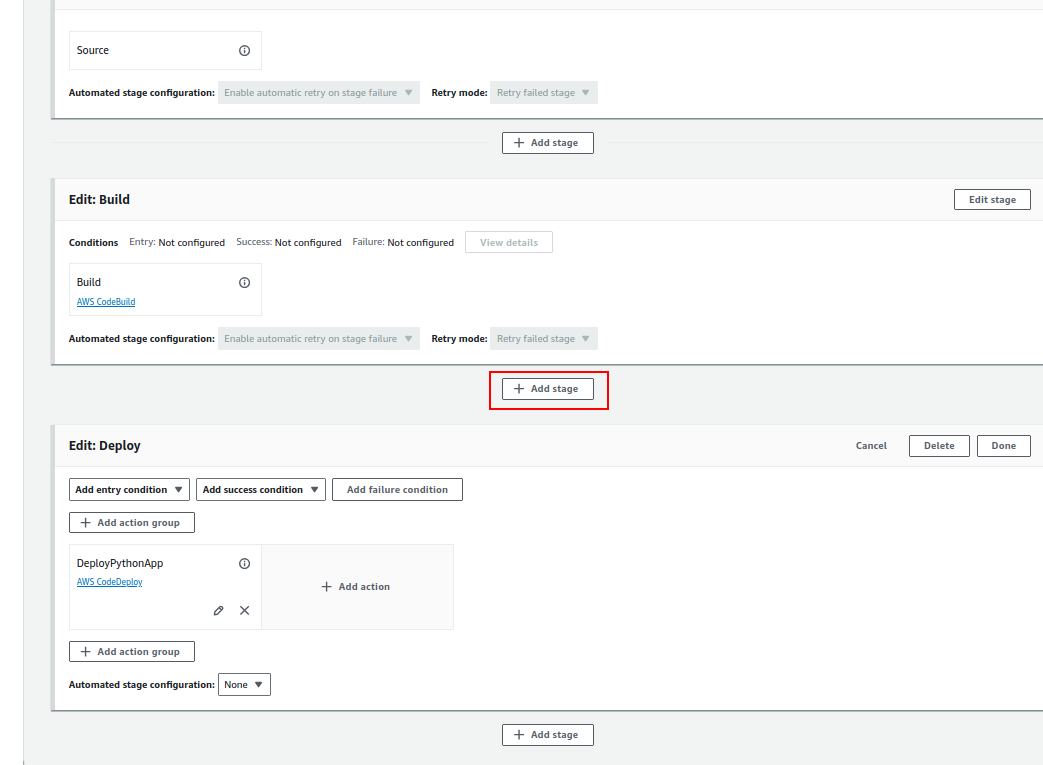 Source
Automated stage configuration: Enable automatic retry on stage failure Retry mode: Retry failed stage
Add stage
Edit: Build Edit stage
Conditions Entry: Not configured Success: Not configured Failure: Not configured View details
Build
AWS CodeBuild
Automated stage configuration: Enable automatic retry on stage failure Retry mode: Retry failed stage
Add stage
Edit: Deploy Cancel Delete Done
Add entry condition Add success condition Add failure condition
Add action group
DeployPythonApp
AWS CodeDeploy
Add action
Add action group
Automated stage configuration: None
Add stage